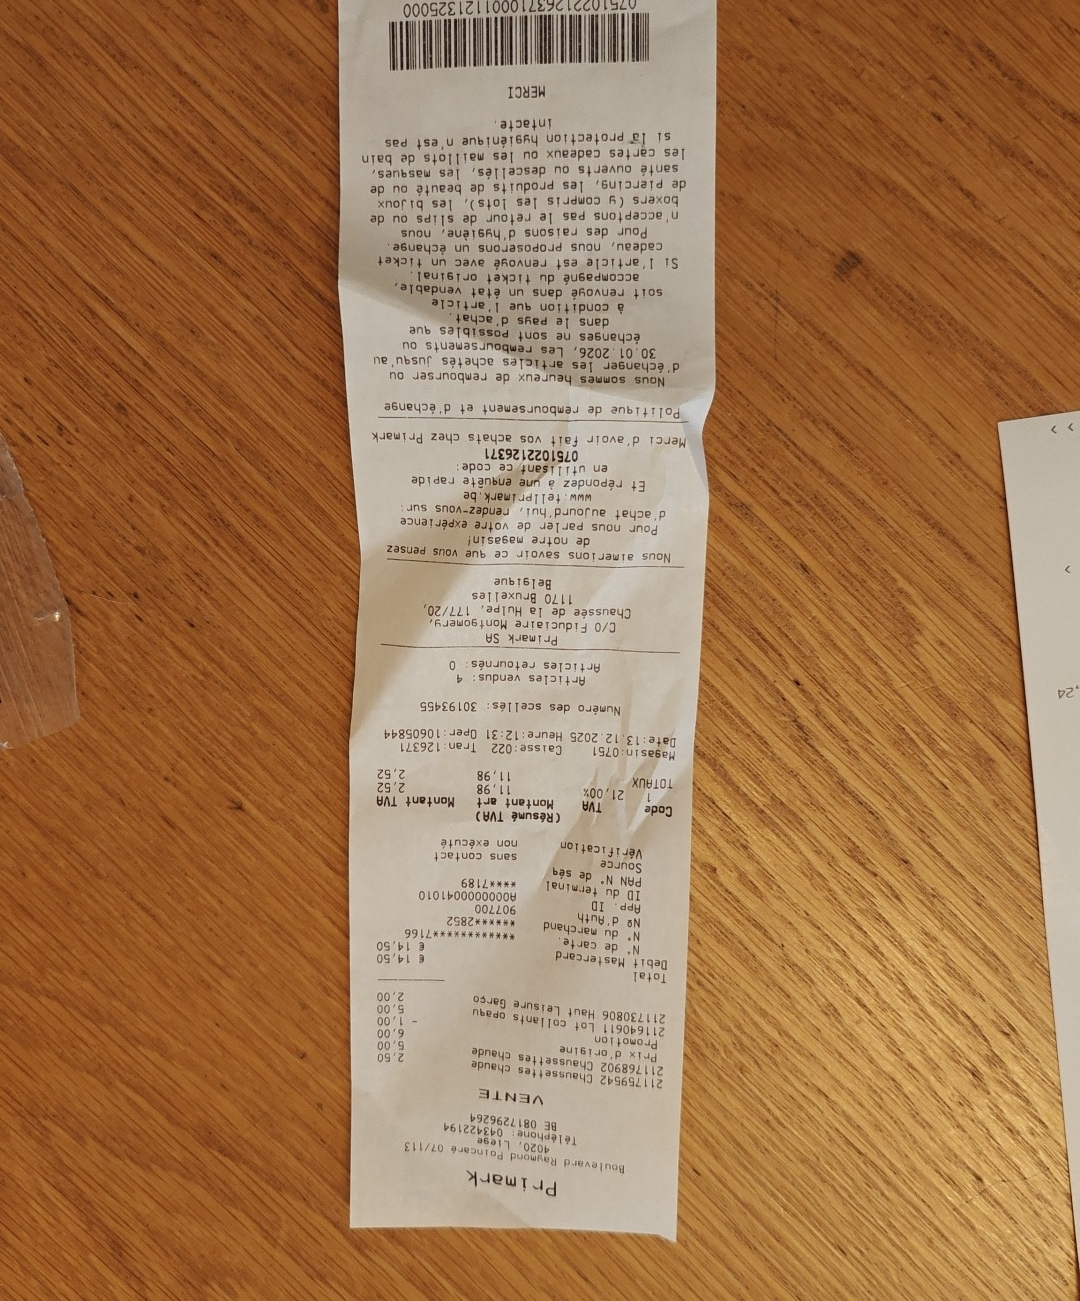 Primark
Boulevard Raymond Poincaré 07/113
4020, Liege
Téléphone: 043422194
BE 0817296264
VENTE
211759542 Chaussettes chaude 2,50
211768902 Chaussettes chaude 5,00
Prix d'origine 6,00
Promotion - 1,00
211640611 Lot collants opaqu 5,00
211730806 Haut Leisure Garço 2,00
Total € 14,50
Debit Mastercard € 14,50
N° de carte. ************7166
N° du marchand ******2852
Nº d'Auth 907700
App. ID A0000000041010
ID du terminal ****7189
PAN N° de séq
Source sans contact
Vérification non exécuté
(Résumé TVA)
Code TVA Montant art Montant TVA
1 21,00% 11,98 2,52
TOTAUX 11,98 2,52
Magasin:0751 Caisse:022 Tran:126371
Date:13.12.2025 Heure:12:31 Oper:10605844
Numéro des scellés: 30193455
Articles vendus: 4
Articles retournés: 0
Primark SA
C/O Fiduciaire Montgomery,
Chaussée de la Hulpe, 177/20,
1170 Bruxelles
Belgique
Nous aimerions savoir ce que vous pensez
de notre magasin!
Pour nous parler de votre expérience
d'achat aujourd'hui, rendez-vous sur:
www.tellprimark.be
Et répondez à une enquête rapide
en utilisant ce code:
0751022126371
Merci d'avoir fait vos achats chez Primark
Politique de remboursement et d'échange
Nous sommes heureux de rembourser ou
d'échanger les articles achetés jusqu'au
30.01.2026, Les remboursements ou
échanges ne sont possibles que
dans le pays d'achat.
à condition que l'article
soit renvoyé dans un état vendable,
accompagné du ticket original.
Si l'article est renvoyé avec un ticket
cadeau, nous proposerons un échange.
Pour des raisons d'hygiène, nous
n'acceptons pas le retour de slips ou de
boxers (y compris les lots), les bijoux
de piercing, les produits de beauté ou de
santé ouverts ou descellés, les masques,
les cartes cadeaux ou les maillots de bain
si la protection hygiénique n'est pas
intacte.
MERCI
07510221263710001121325000
,24